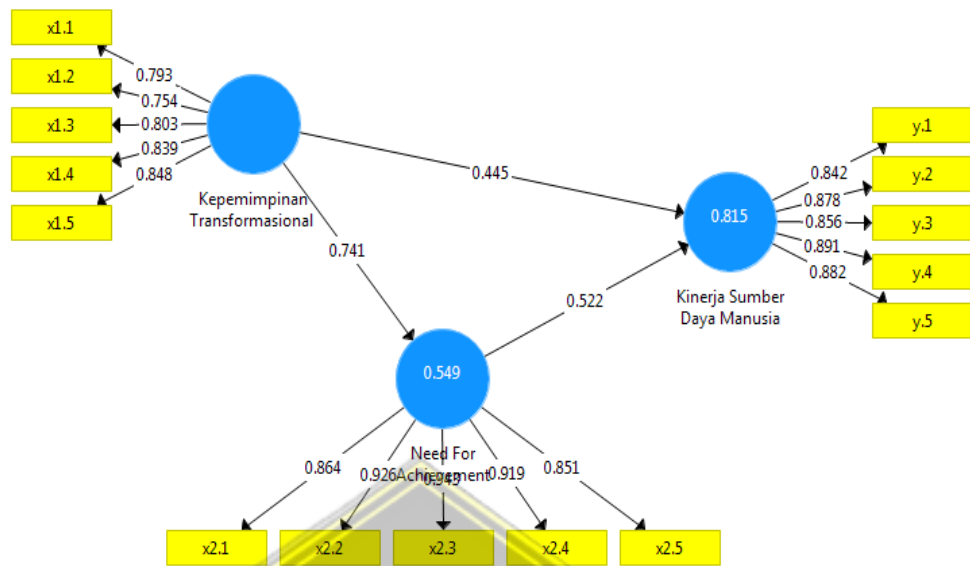 x1.1
x1.2
x1.3
x1.4
x1.5
0.793
0.754
0.803
0.839
0.848
Kepemimpinan
Transformasional
0.445
0.741
0.522
0.815
Kinerja Sumber
Daya Manusia
0.842
0.878
0.856
0.891
0.882
y.1
y.2
y.3
y.4
y.5
0.549
Need For
Achievement
0.864
0.926
0.919
0.851
x2.1
x2.2
x2.3
x2.4
x2.5